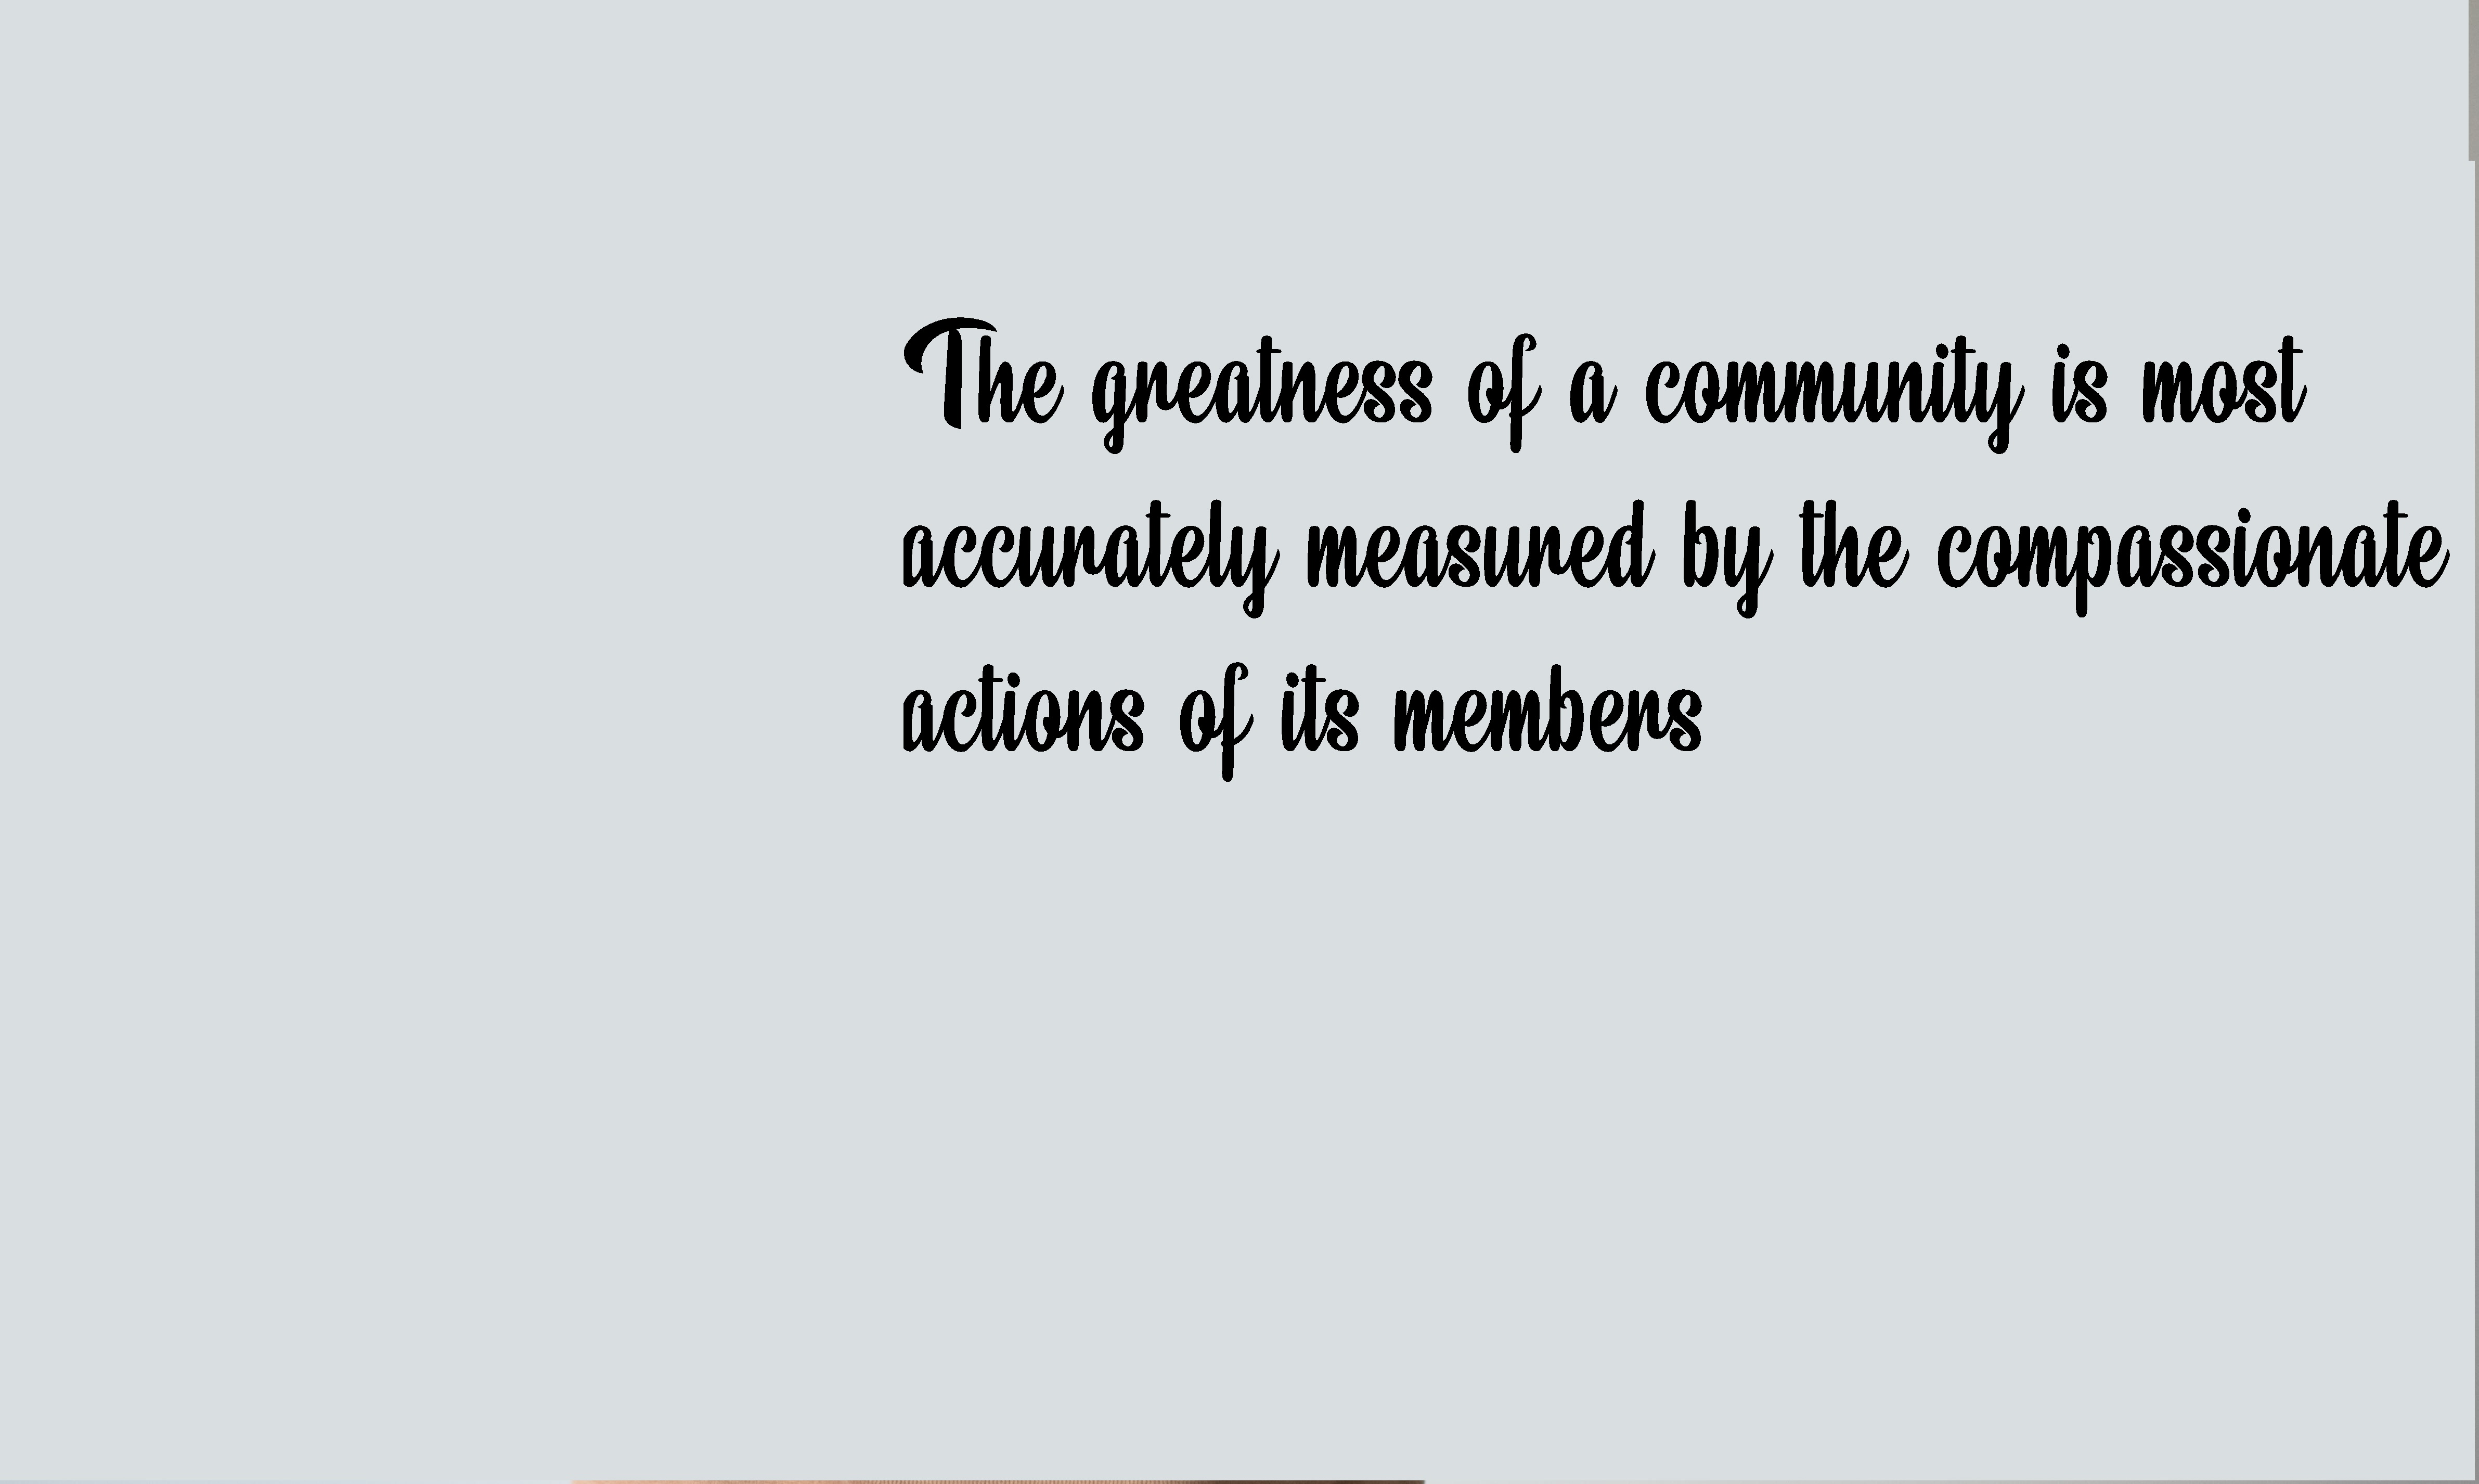 The greatness of a community is most
accurately measured by the compassionate
actions of its members